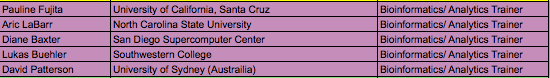 Pauline Fujita University of California, Santa Cruz Bioinformatics/ Analytics Trainer
Aric LaBarr North Carolina State University Bioinformatics/ Analytics Trainer
Diane Baxter San Diego Supercomputer Center Bioinformatics/ Analytics Trainer
Lukas Buehler Southwestern College Bioinformatics/ Analytics Trainer
David Patterson University of Sydney (Austrailia) Bioinformatics/ Analytics Trainer